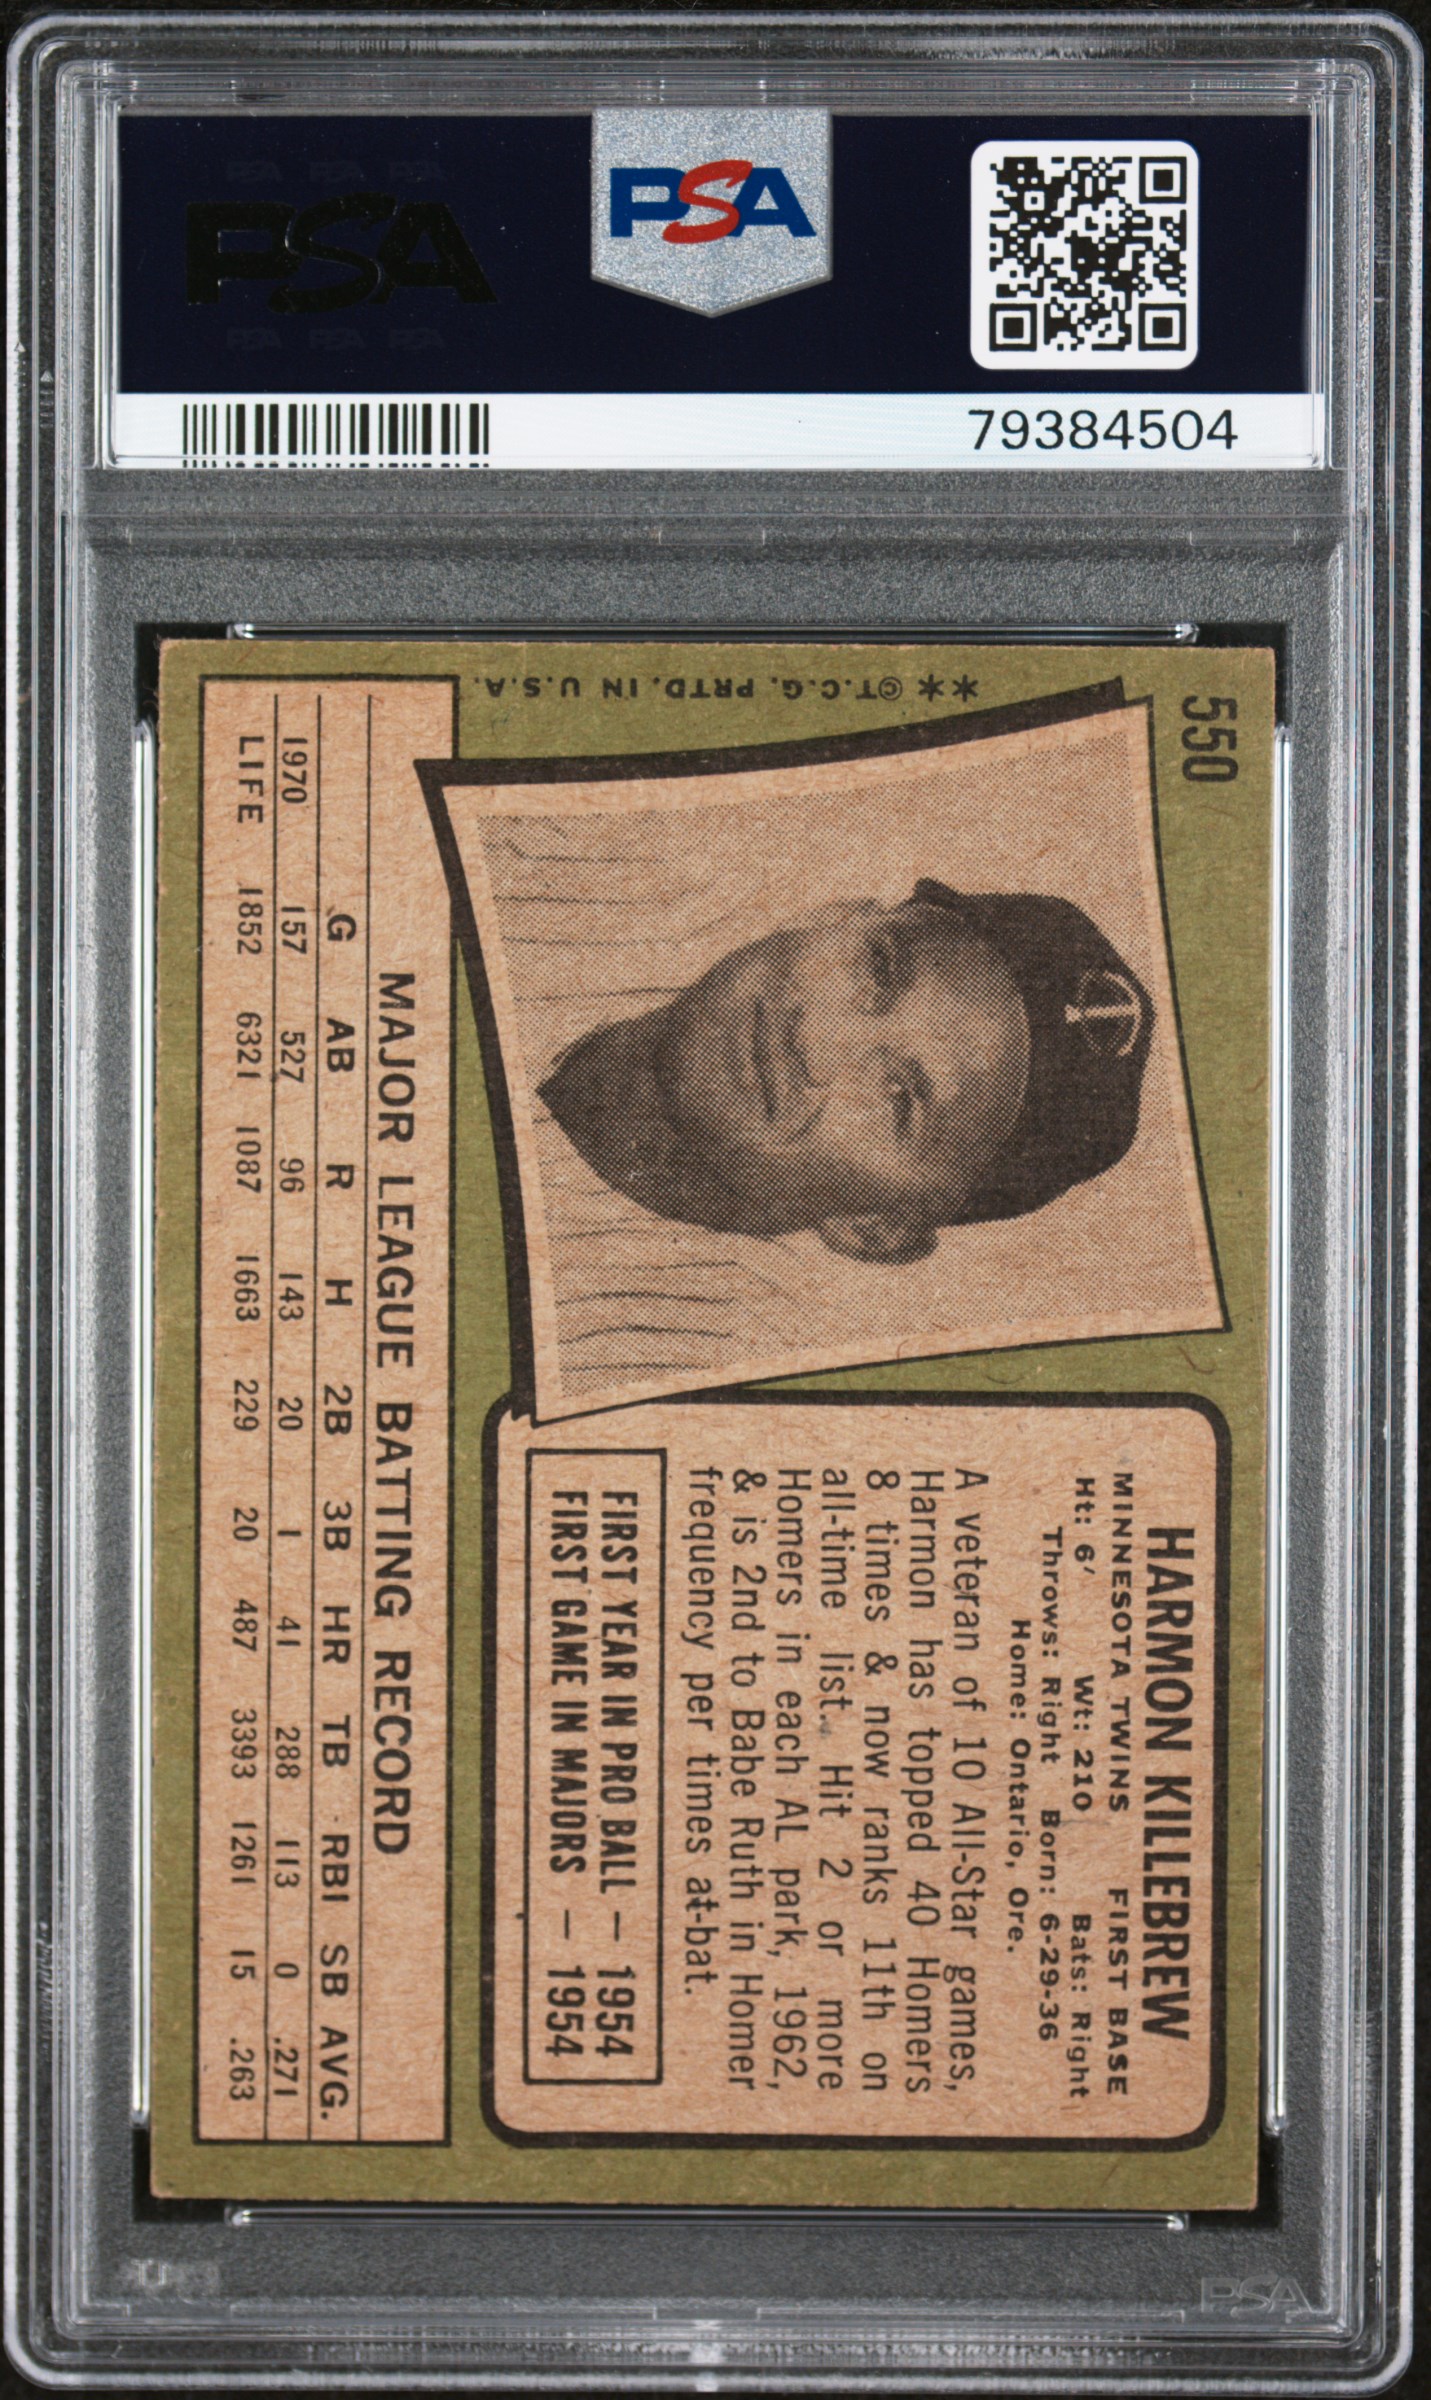 PSA
PSA PSA PSA
PSA
PSA PSA PSA
79384504
550
**©T.C.G. PRTD. IN U.S.A.
HARMON KILLEBREW
MINNESOTA TWINS FIRST BASE
Ht: 6' Wt: 210 Bats: Right
Throws: Right Born: 6-29-36
Home: Ontario, Ore.
A veteran of 10 All-Star games,
Harmon has topped 40 Homers
8 times & now ranks 11th on
all-time list. Hit 2 or more
Homers in each AL park, 1962,
& is 2nd to Babe Ruth in Homer
frequency per times at-bat.
FIRST YEAR IN PRO BALL — 1954
FIRST GAME IN MAJORS — 1954
MAJOR LEAGUE BATTING RECORD
G AB R H 2B 3B HR TB RBI SB AVG.
1970 157 527 96 143 20 1 41 288 113 0 .271
LIFE 1852 6321 1087 1663 229 20 487 3393 1261 15 .263
PSA